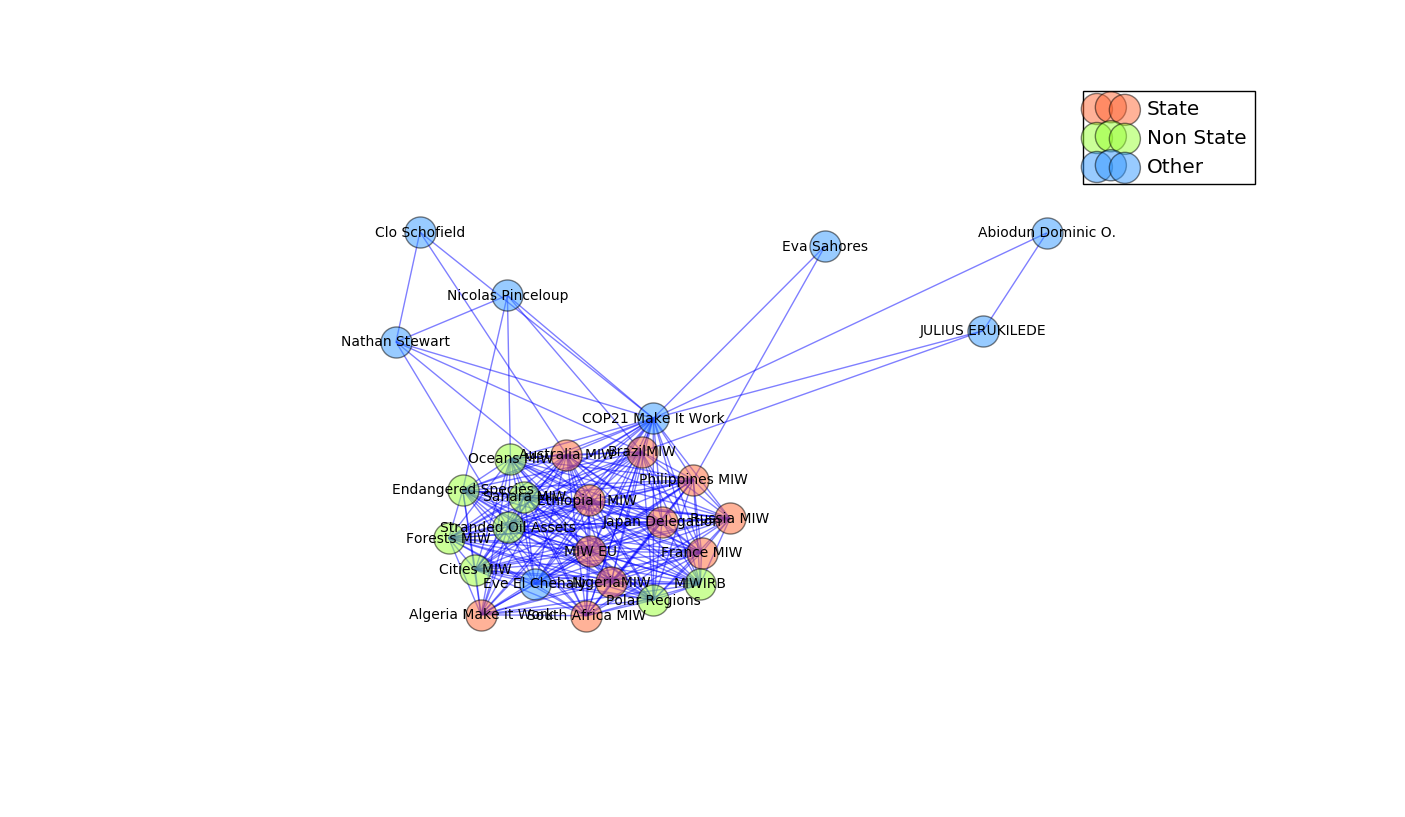 State
Non State
Other
Clo Schofield
Abiodun Dominic O.
Eva Sahores
Nicolas Pinceloup
JULIUS ERUKILEDE
Nathan Stewart
COP21 Make It Work
BrazilMIW
Australia MIW
Oceans MIW
Philippines MIW
Endangered Species
Sahara MIW
Ethiopia | MIW
Japan Delegation
Russia MIW
Stranded Oil Assets
Forests MIW
MIW EU
France MIW
Cities MIW
Eve El Chehaly
NigeriaMIW
MIWIRB
Polar Regions
Algeria Make it Work
South Africa MIW